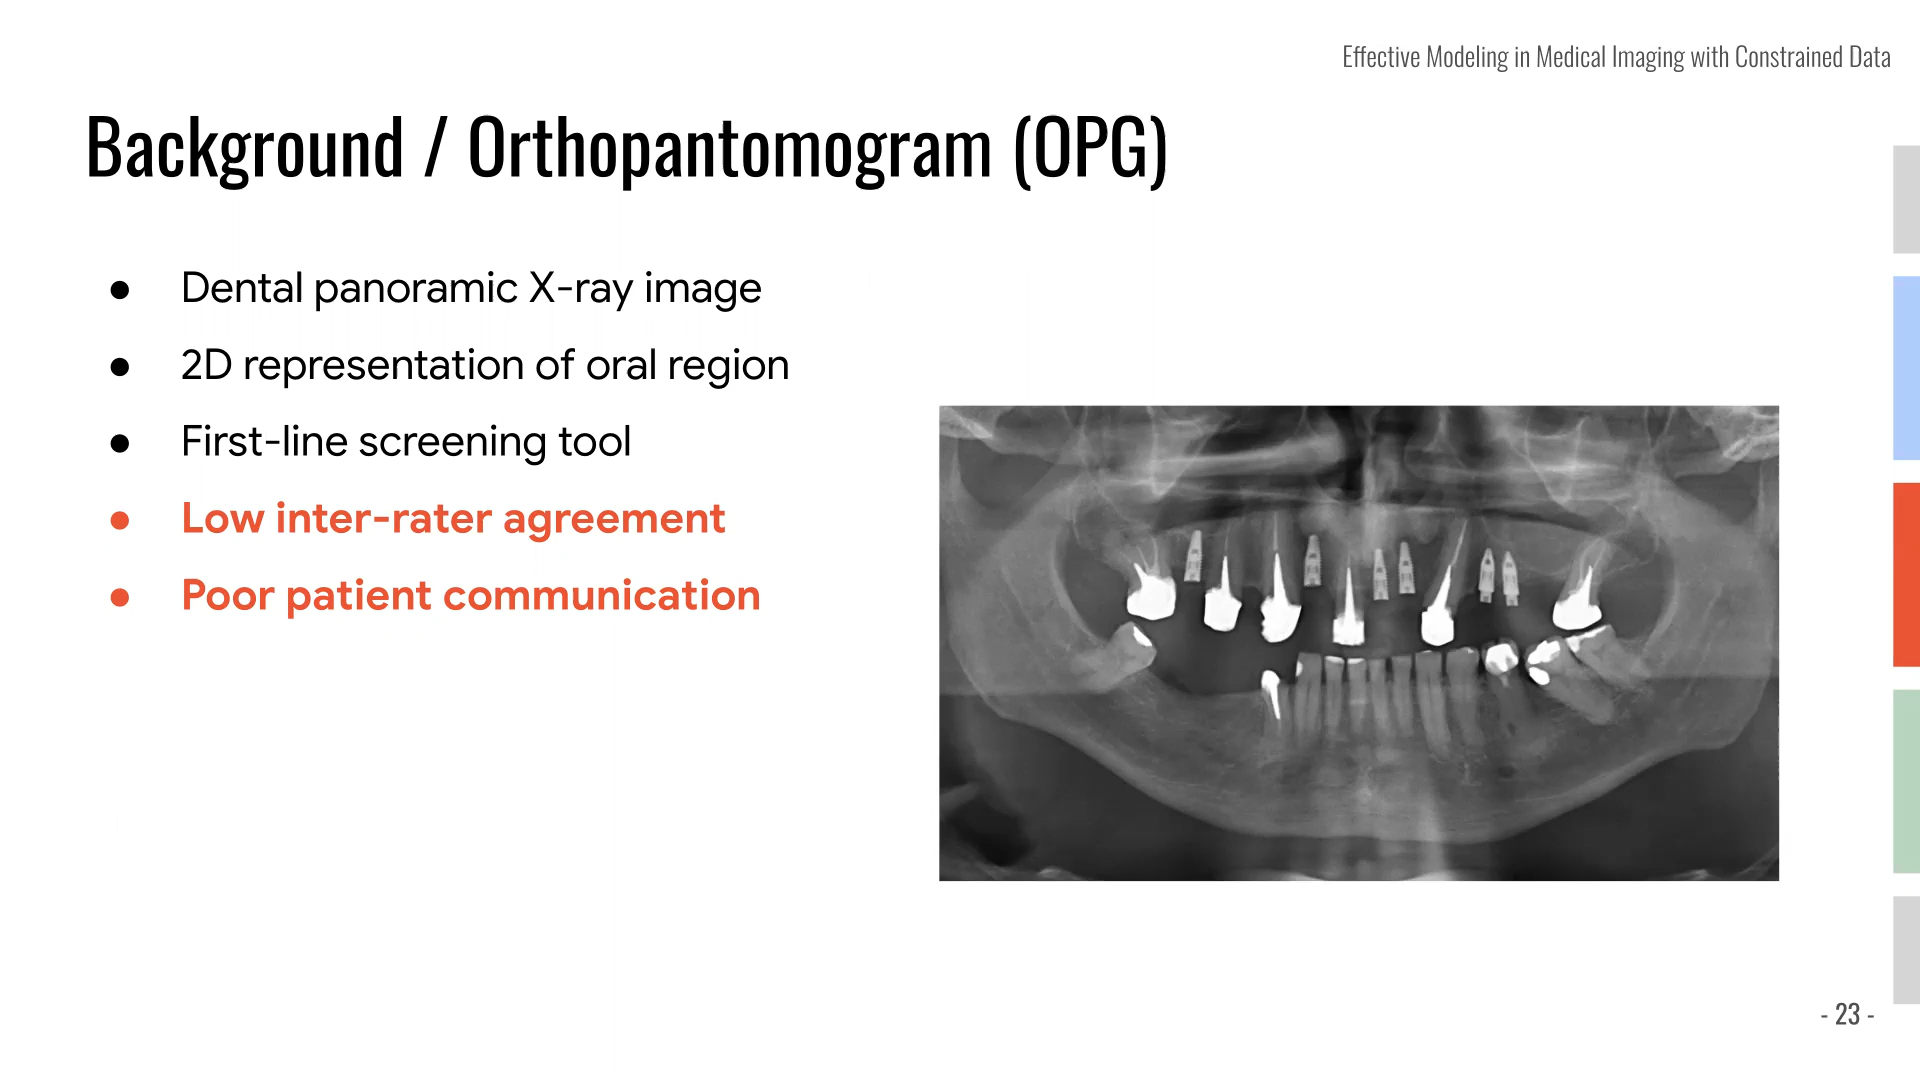 Effective Modeling in Medical Imaging with Constrained Data
Background / Orthopantomogram (OPG)
● Dental panoramic X-ray image
● 2D representation of oral region
● First-line screening tool
● Low inter-rater agreement
● Poor patient communication
- 23 -